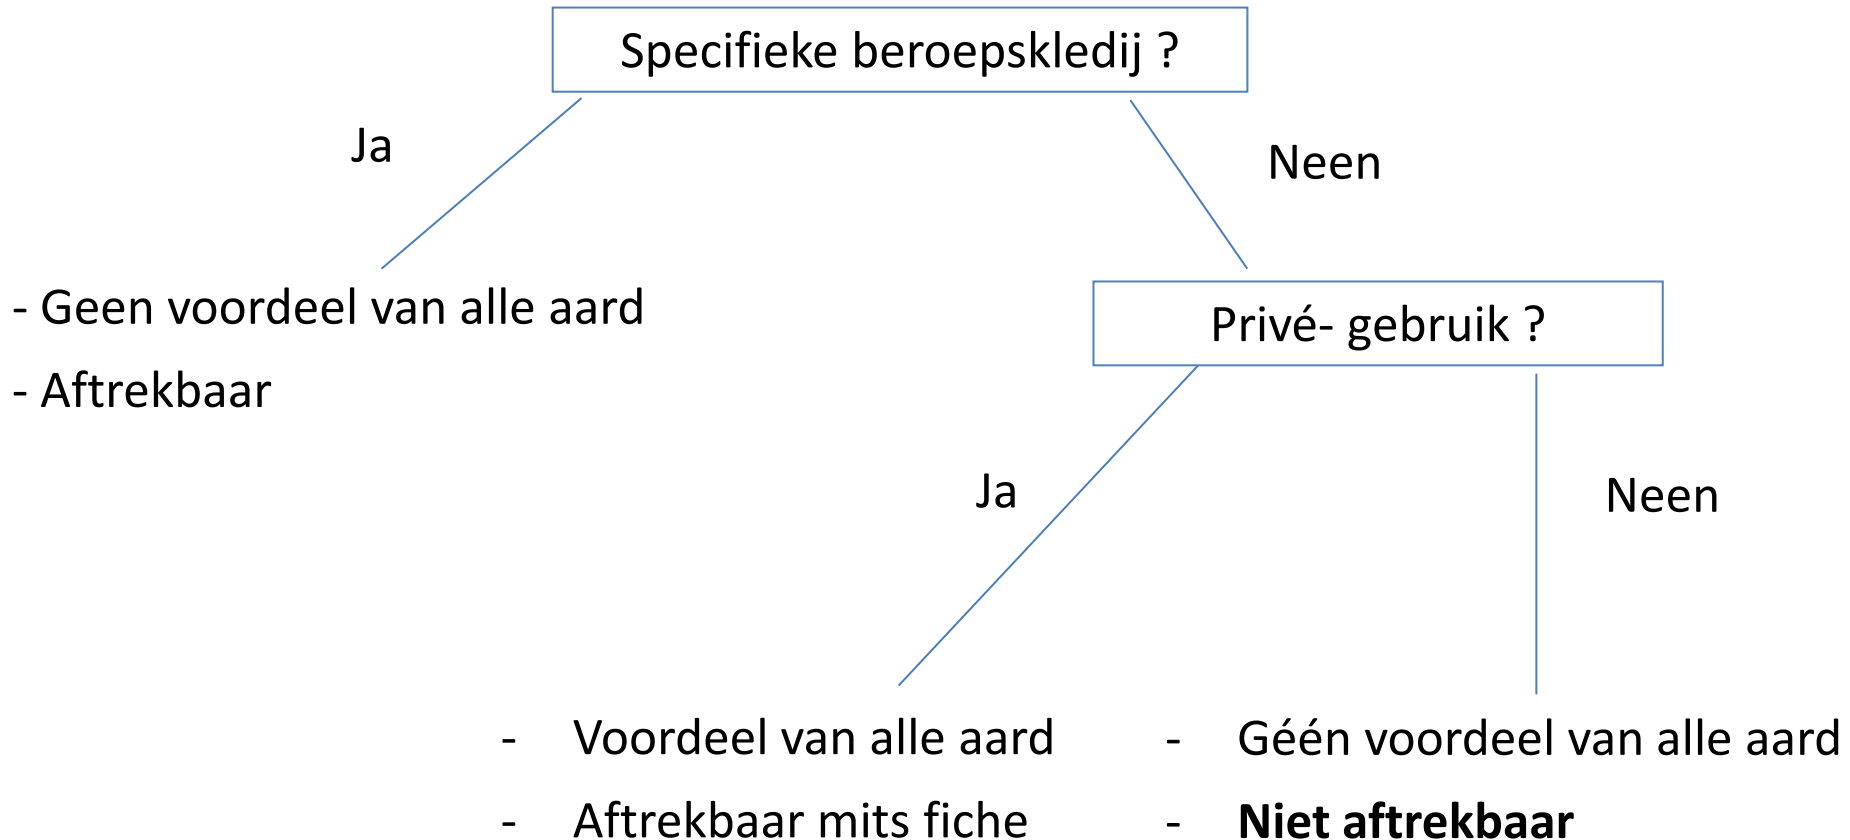 Specifieke beroepskledij ?
Ja
Neen
- Geen voordeel van alle aard
- Aftrekbaar
Privé- gebruik ?
Ja
Neen
- Voordeel van alle aard
- Aftrekbaar mits fiche
- Géén voordeel van alle aard
- Niet aftrekbaar